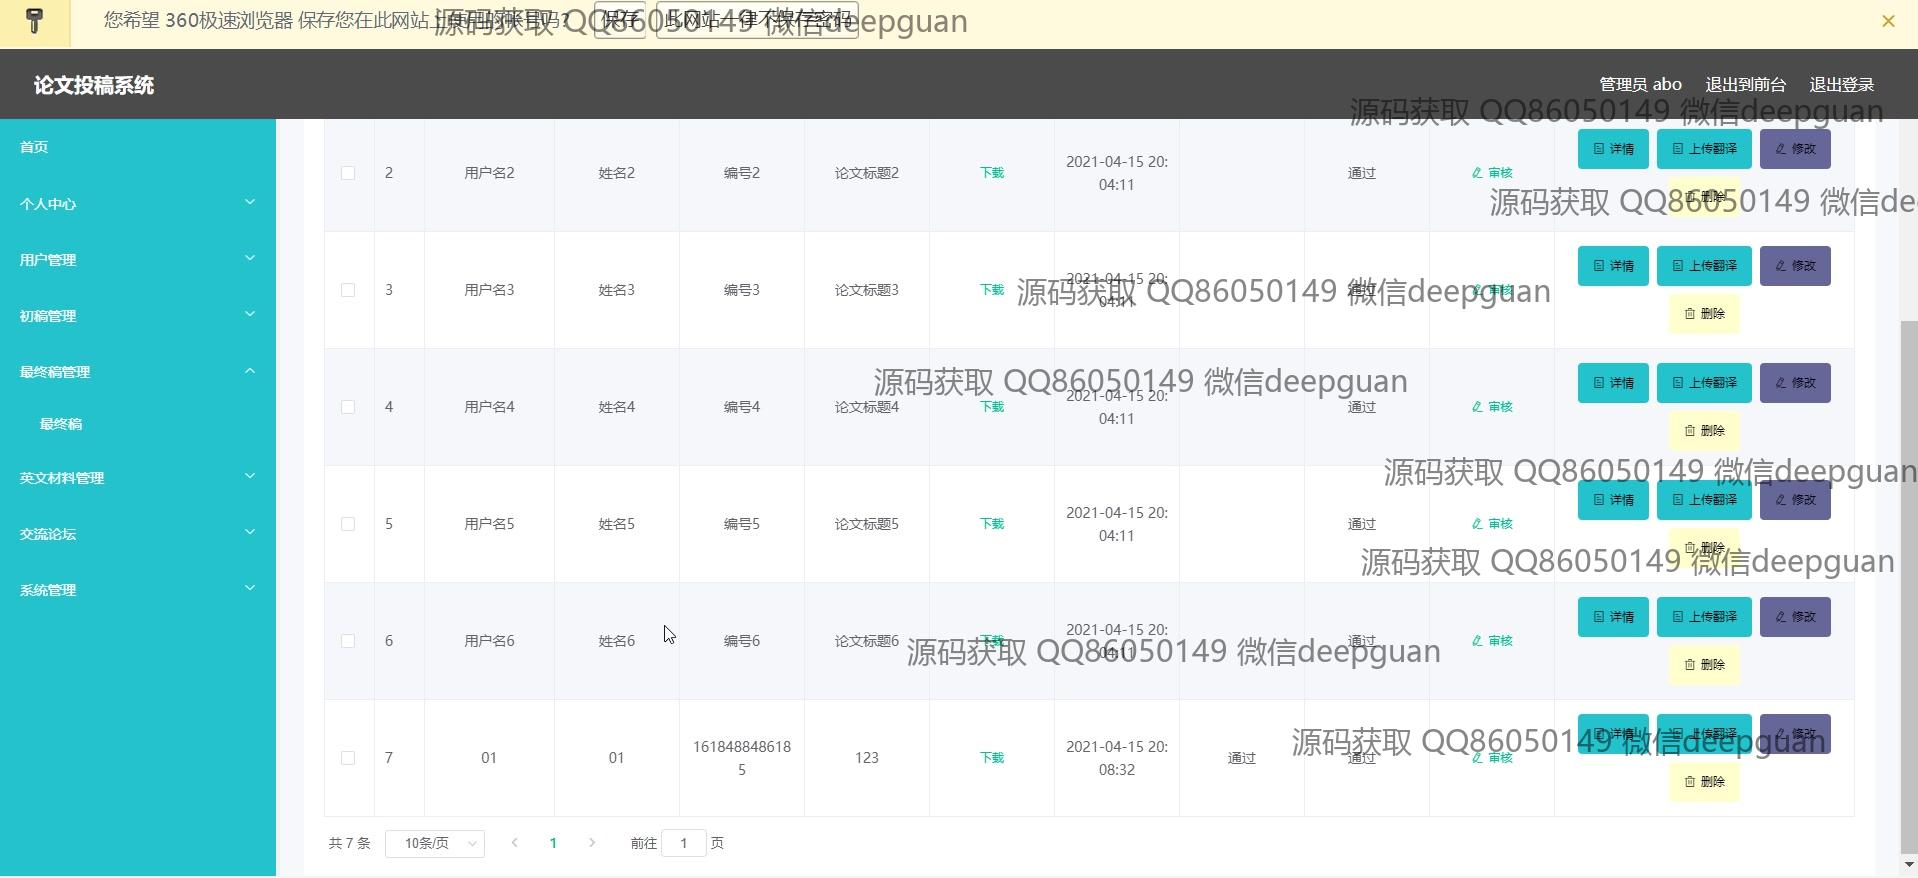 您希望 360极速浏览器 保存您在此网站上使用的帐号吗? 保存 此网站一律不保存密码
源码获取 QQ86050149 微信deepguan
论文投稿系统 管理员 abo 退出到前台 退出登录
源码获取 QQ86050149 微信deepguan
首页
个人中心
用户管理
初稿管理
最终稿管理
最终稿
英文材料管理
交流论坛
系统管理
2 用户名2 姓名2 编号2 论文标题2 下载 2021-04-15 20: 通过 审核 详情 上传翻译 修改
04:11 删除
源码获取 QQ86050149 微信de
3 用户名3 姓名3 编号3 论文标题3 下载 2021-04-15 20: 通过 审核 详情 上传翻译 修改
04:11 删除
源码获取 QQ86050149 微信deepguan
4 用户名4 姓名4 编号4 论文标题4 下载 2021-04-15 20: 通过 审核 详情 上传翻译 修改
04:11 删除
源码获取 QQ86050149 微信deepguan
源码获取 QQ86050149 微信deepguan
5 用户名5 姓名5 编号5 论文标题5 下载 2021-04-15 20: 通过 审核 详情 上传翻译 修改
04:11 删除
源码获取 QQ86050149 微信deepguan
6 用户名6 姓名6 编号6 论文标题6 下载 2021-04-15 20: 通过 审核 详情 上传翻译 修改
04:11 删除
源码获取 QQ86050149 微信deepguan
7 01 01 161848848618 123 下载 2021-04-15 20: 通过 通过 审核 详情 上传翻译 修改
5 08:32 删除
源码获取 QQ86050149 微信deepguan
共 7 条 10条/页 1 前往 1 页